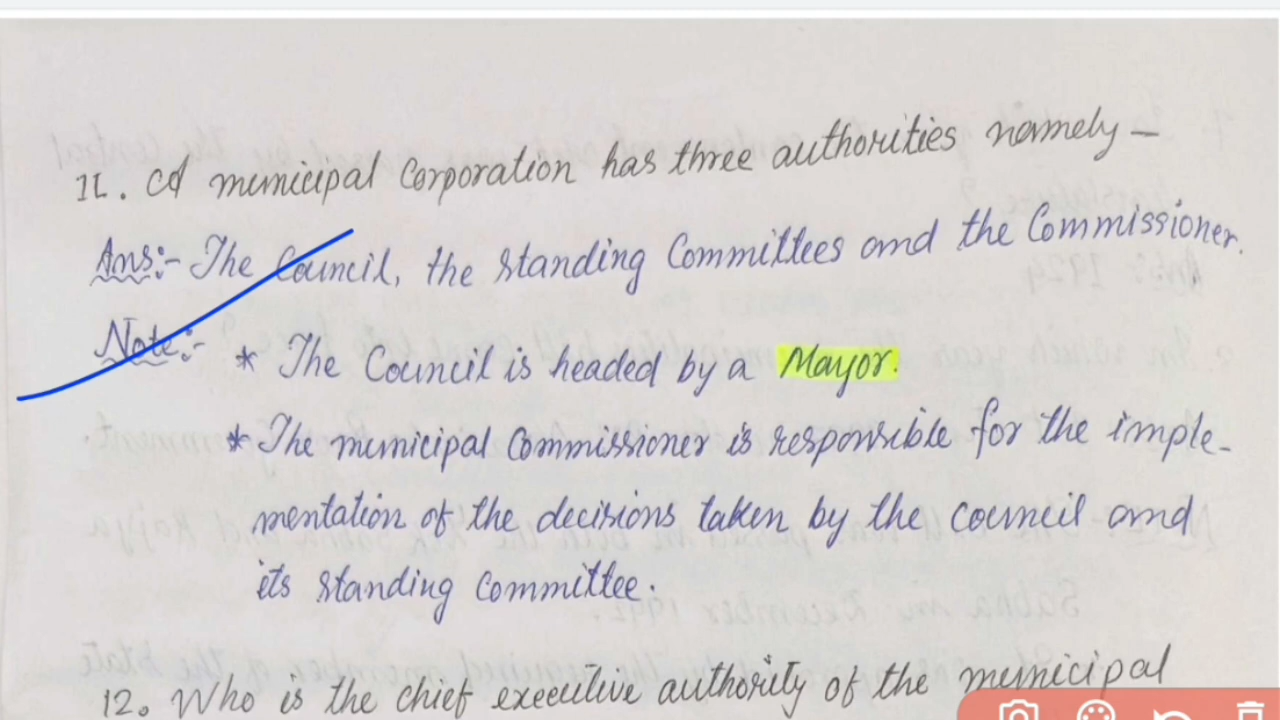 11. A municipal Corporation has three authorities namely –
Ans:- The Council, the standing Committees and the Commissioner.
Note:- * The Council is headed by a Mayor.
* The municipal Commissioner is responsible for the imple-
mentation of the decisions taken by the council and
its standing Committee.
12. Who is the chief executive authority of the municipal